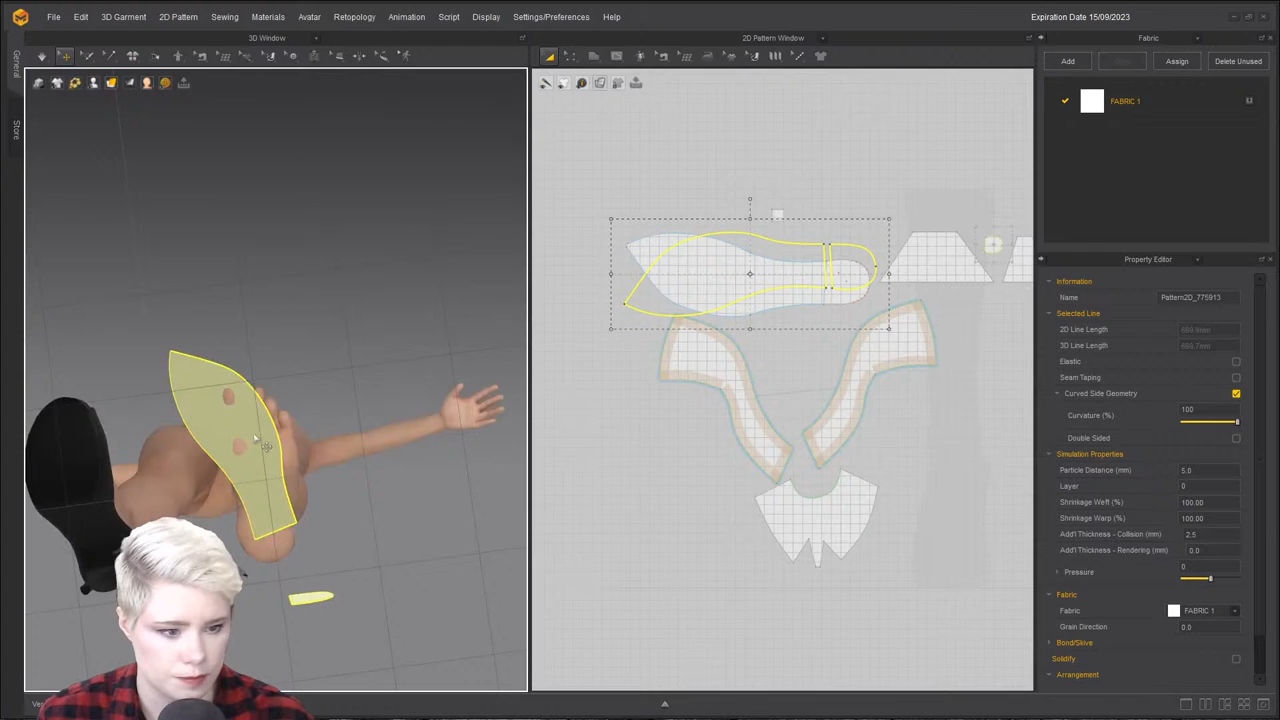 File Edit 3D Garment 2D Pattern Sewing Materials Avatar Retopology Animation Script Display Settings/Preferences Help
Expiration Date 15/09/2023
3D Window
2D Pattern Window
Fabric
General
Store
Add
Assign
Delete Unused
FABRIC 1
Property Editor
Information
Name Pattern2D_775913
Selected Line
2D Line Length 689.9mm
3D Line Length 689.7mm
Elastic
Seam Taping
Curved Side Geometry
Curvature (%) 100
Double Sided
Simulation Properties
Particle Distance (mm) 5.0
Layer 0
Shrinkage Weft (%) 100.00
Shrinkage Warp (%) 100.00
Add'l Thickness - Collision (mm) 2.5
Add'l Thickness - Rendering (mm) 0.0
Pressure 0
Fabric
Fabric FABRIC 1
Grain Direction 0.0
Bond/Skive
Solidify
Arrangement